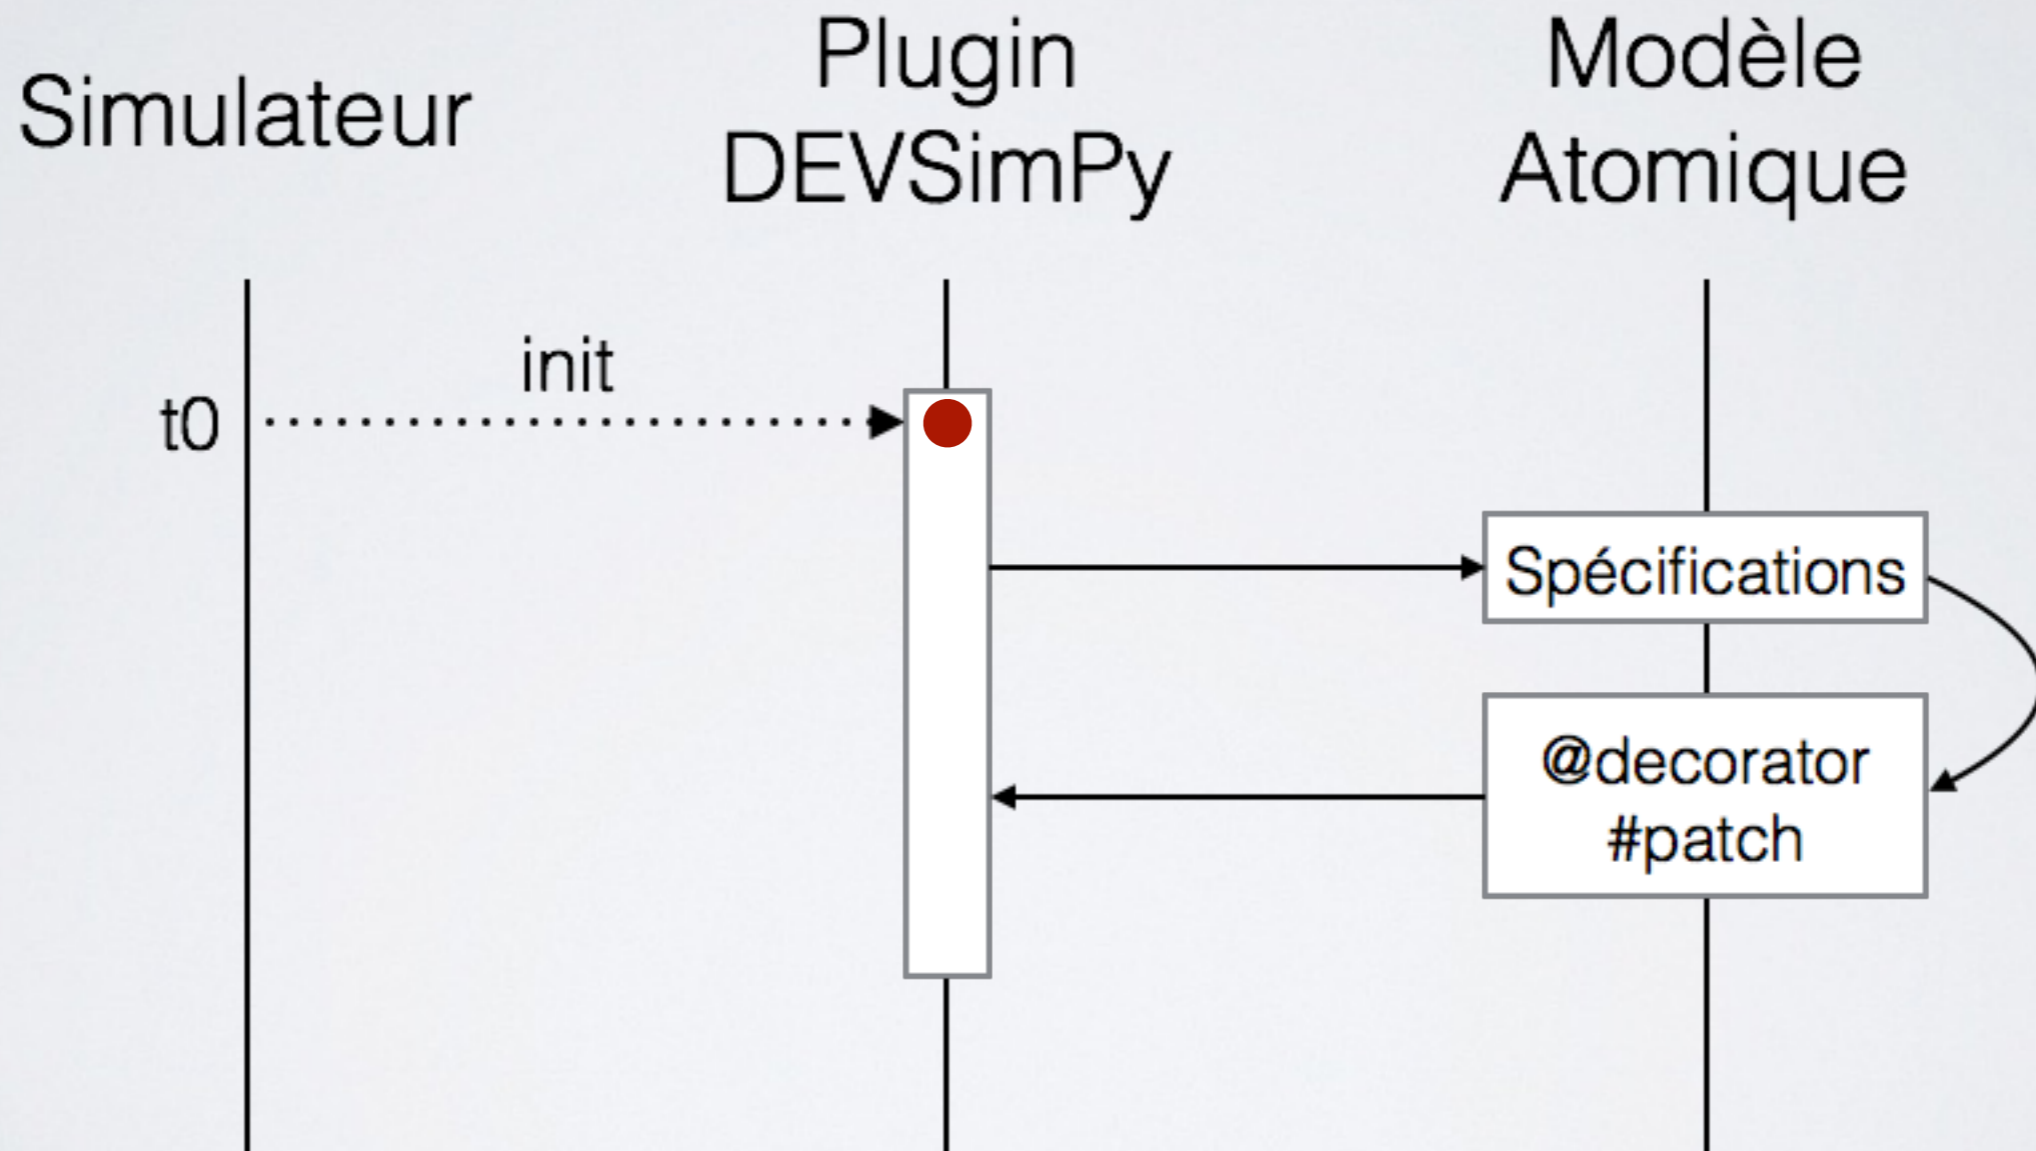 Simulateur
Plugin
DEVSimPy
Modèle
Atomique
init
t0
Spécifications
@decorator
#patch